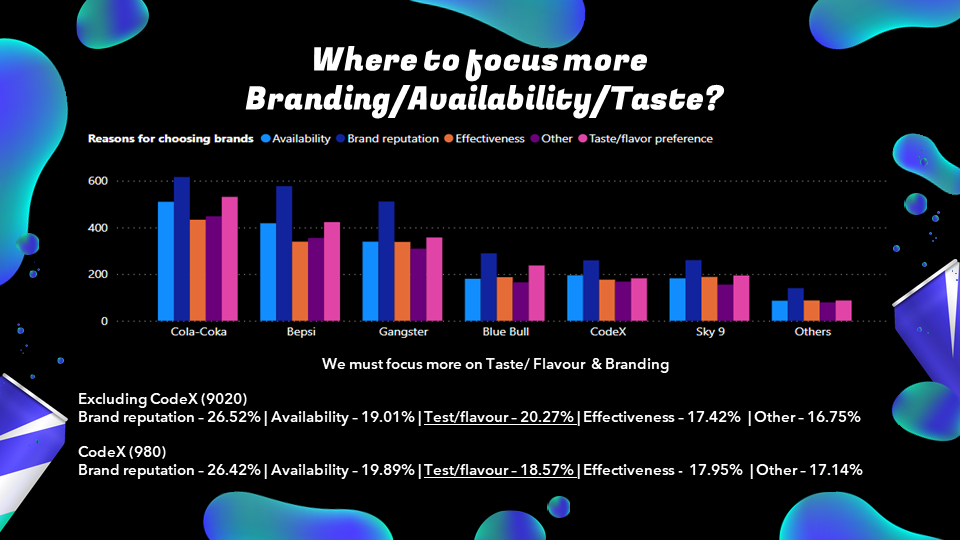 Where to focus more
Branding/Availability/Taste?
Reasons for choosing brands Availability Brand reputation Effectiveness Other Taste/flavor preference
600
400
200
0
Cola-Coka Bepsi Gangster Blue Bull CodeX Sky 9 Others
We must focus more on Taste/ Flavour & Branding
Excluding CodeX (9020)
Brand reputation – 26.52% | Availability – 19.01% | Test/flavour – 20.27% | Effectiveness – 17.42% | Other – 16.75%
CodeX (980)
Brand reputation – 26.42% | Availability – 19.89% | Test/flavour – 18.57% | Effectiveness - 17.95% | Other – 17.14%